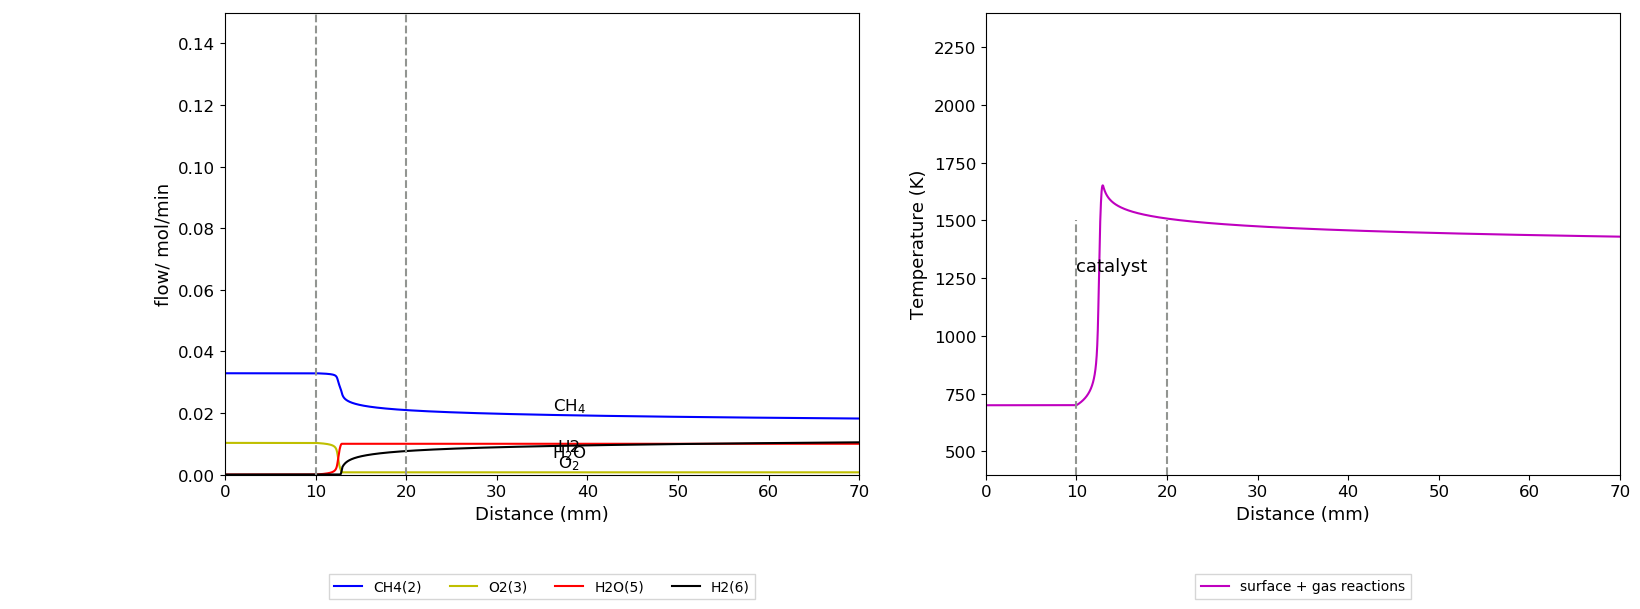 0.14
0.12
0.10
0.08
0.06
0.04
0.02
0.00
flow/ mol/min
CH₄
H2
H₂O
O₂
0 10 20 30 40 50 60 70
Distance (mm)
CH4(2) O2(3) H2O(5) H2(6)
2250
2000
1750
1500
1250
1000
750
500
Temperature (K)
catalyst
0 10 20 30 40 50 60 70
Distance (mm)
surface + gas reactions